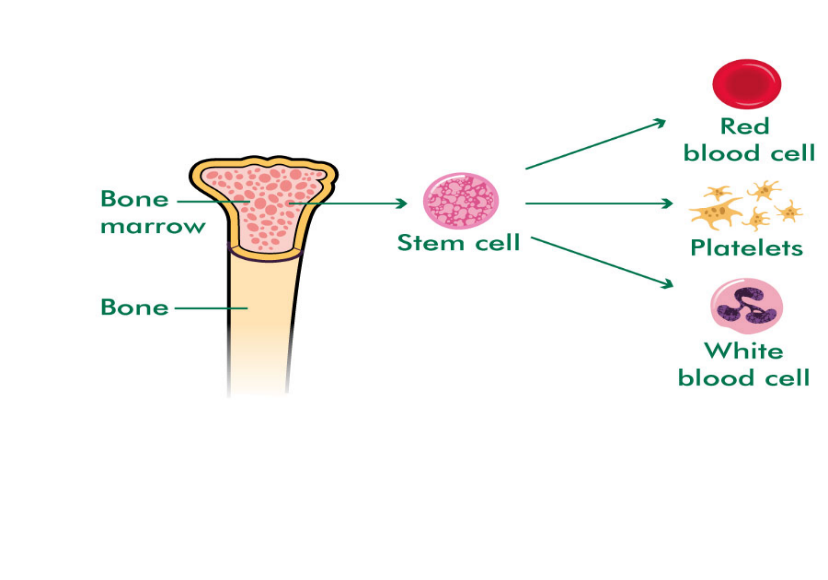 Bone
marrow
Bone
Stem cell
Red
blood cell
Platelets
White
blood cell